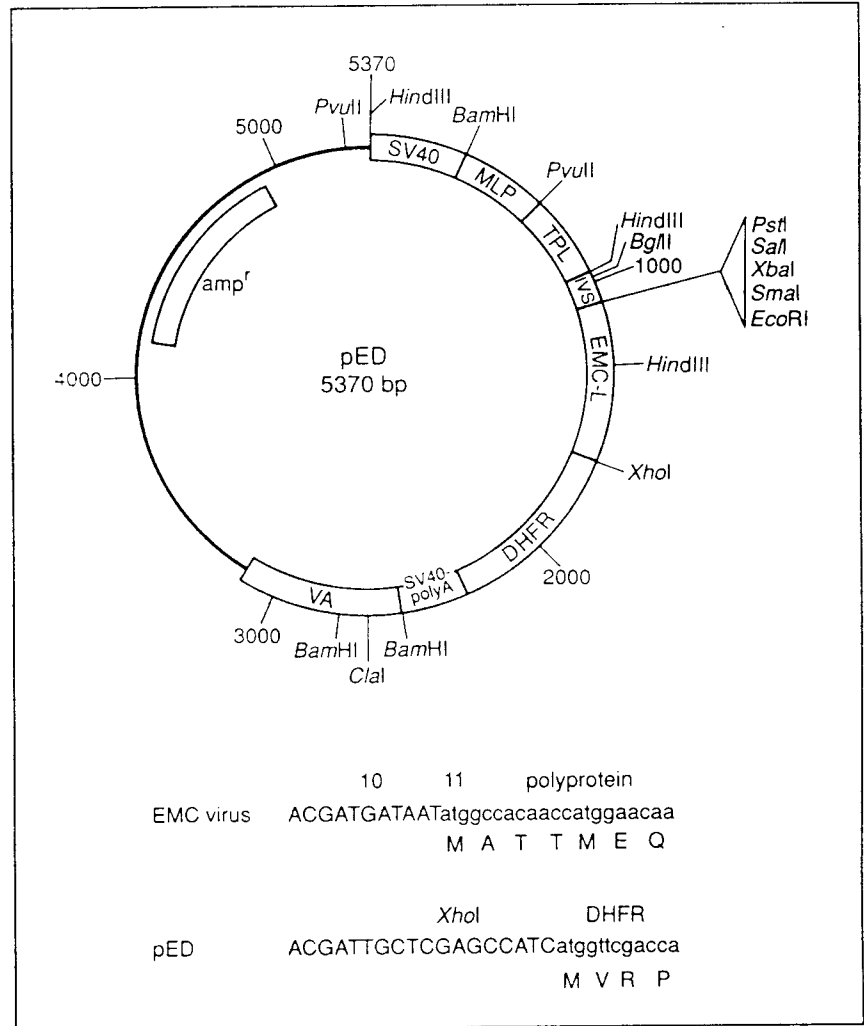 5370
HindIII
PvuII
5000
BamHI
SV40
MLP
PvuII
TPL
HindIII
BglII
1000
IVS
PstI
SalI
XbaI
SmaI
EcoRI
amp^r
pED
5370 bp
4000
EMC-L
HindIII
XhoI
DHFR
2000
SV40-
polyA
VA
3000
BamHI
BamHI
ClaI
10 11 polyprotein
EMC virus ACGATGATAATatggccacaaccatggaacaa
M A T T M E Q
XhoI DHFR
pED ACGATTGCTCGAGCCATCatggttcgacca
M V R P